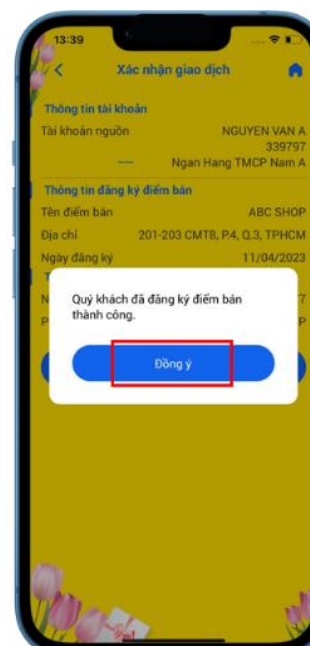 13:39
Xác nhận giao dịch
Thông tin tài khoản
Tài khoản nguồn NGUYEN VAN A
339797
Ngan Hang TMCP Nam A
Thông tin đăng ký điểm bán
Tên điểm bán ABC SHOP
Địa chỉ 201-203 CMT8, P.4, Q.3, TPHCM
Ngày đăng ký 11/04/2023
Quý khách đã đăng ký điểm bán
thành công.
Đồng ý